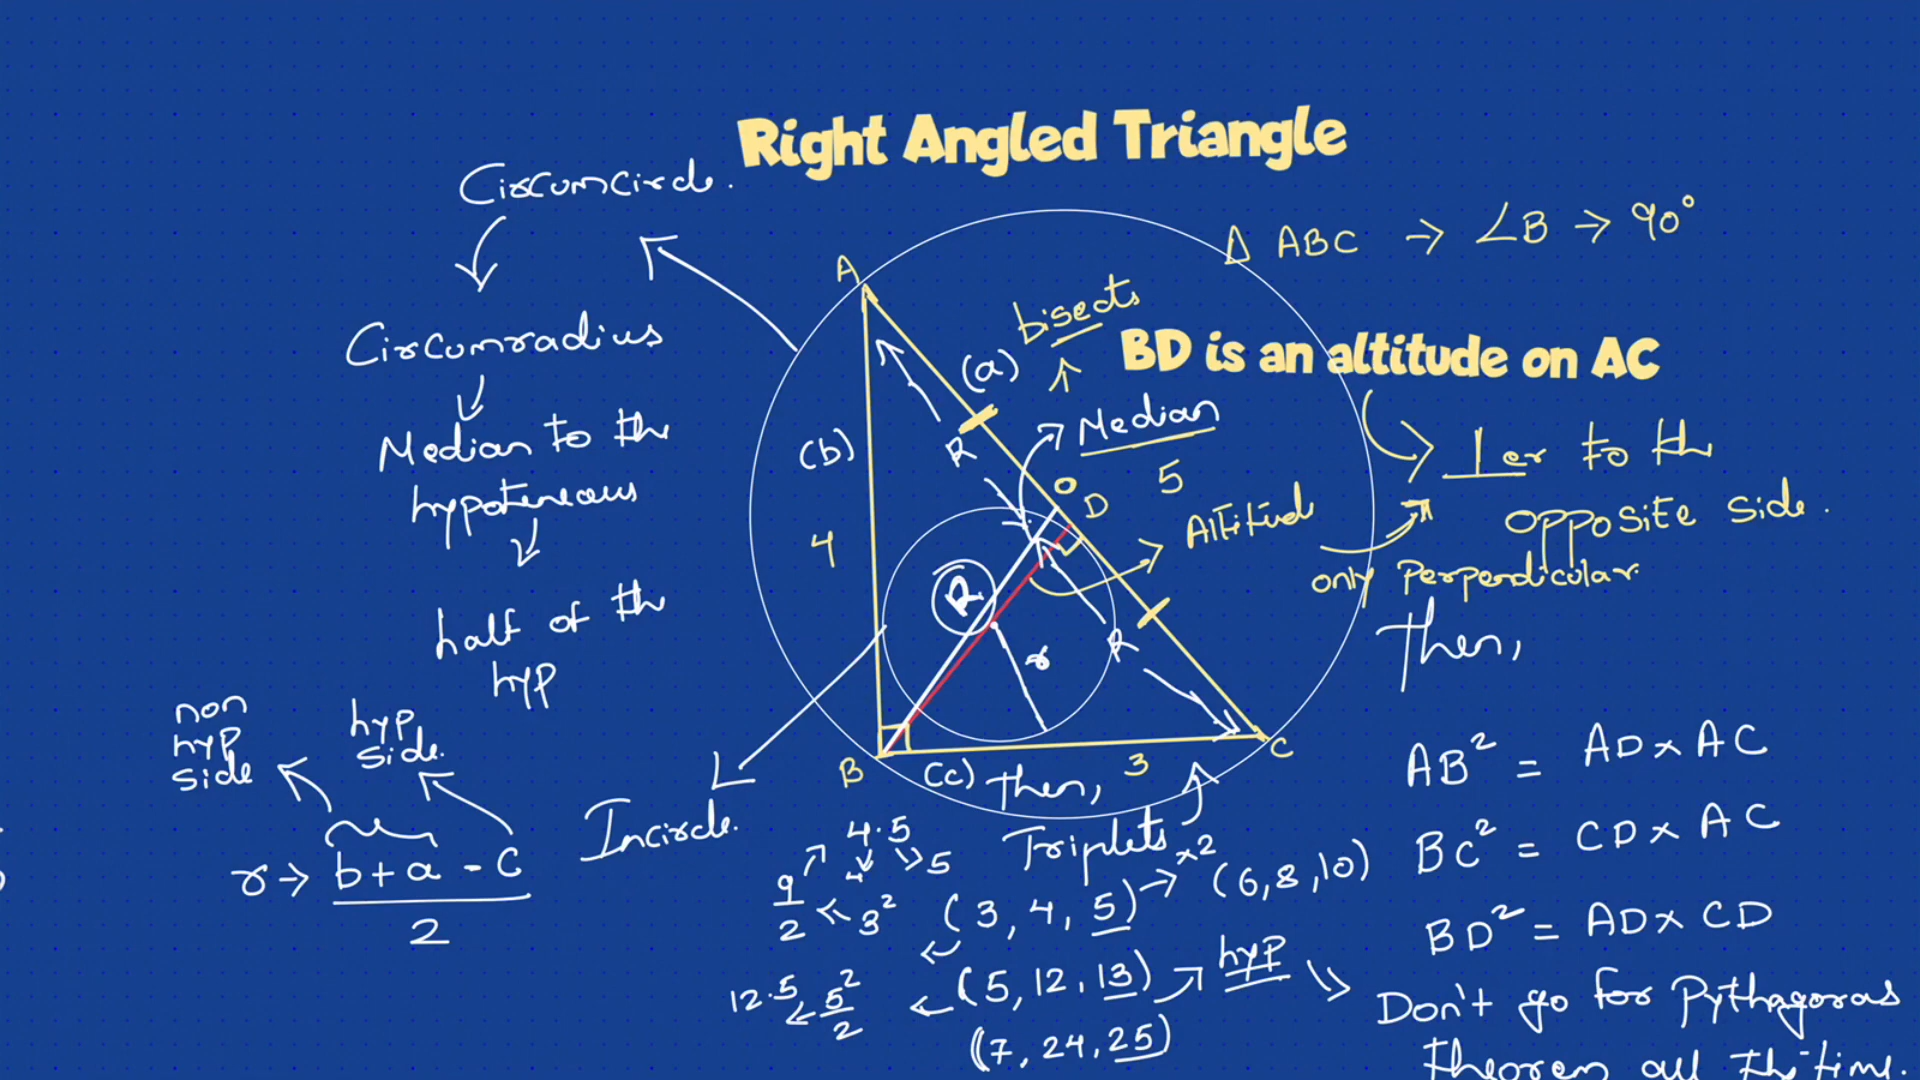 Right Angled Triangle
Circumcircle.
Circumradius
Median to the
hypoteneous
half of the
hyp
△ ABC → ∠B → 90°
BD is an altitude on AC
⊥er to the
opposite side.
only perpendicular
Then,
AB² = AD × AC
BC² = CD × AC
BD² = AD × CD
Don't go for Pythagoras
theorem all the time.
A
(a)
bisects
Median
(b)
R
O
D
5
Altitude
4
R
r
R
B
(c)
3
C
Then,
Incircle.
non
hyp
side
hyp
side.
r → b+a-c
2
Triplets
4.5
4
5
9
2
3²
(3, 4, 5) → ×2 (6,8,10)
12.5
5²
2
(5, 12, 13)
hyp
(7, 24, 25)